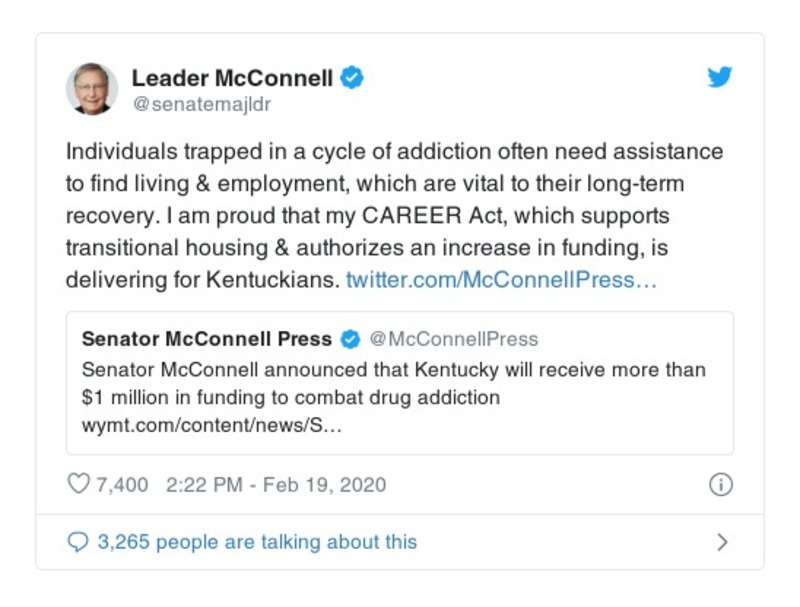 Leader McConnell
@senatemajldr
Individuals trapped in a cycle of addiction often need assistance
to find living & employment, which are vital to their long-term
recovery. I am proud that my CAREER Act, which supports
transitional housing & authorizes an increase in funding, is
delivering for Kentuckians. twitter.com/McConnellPress…
Senator McConnell Press @McConnellPress
Senator McConnell announced that Kentucky will receive more than
$1 million in funding to combat drug addiction
wymt.com/content/news/S…
7,400 2:22 PM - Feb 19, 2020
3,265 people are talking about this